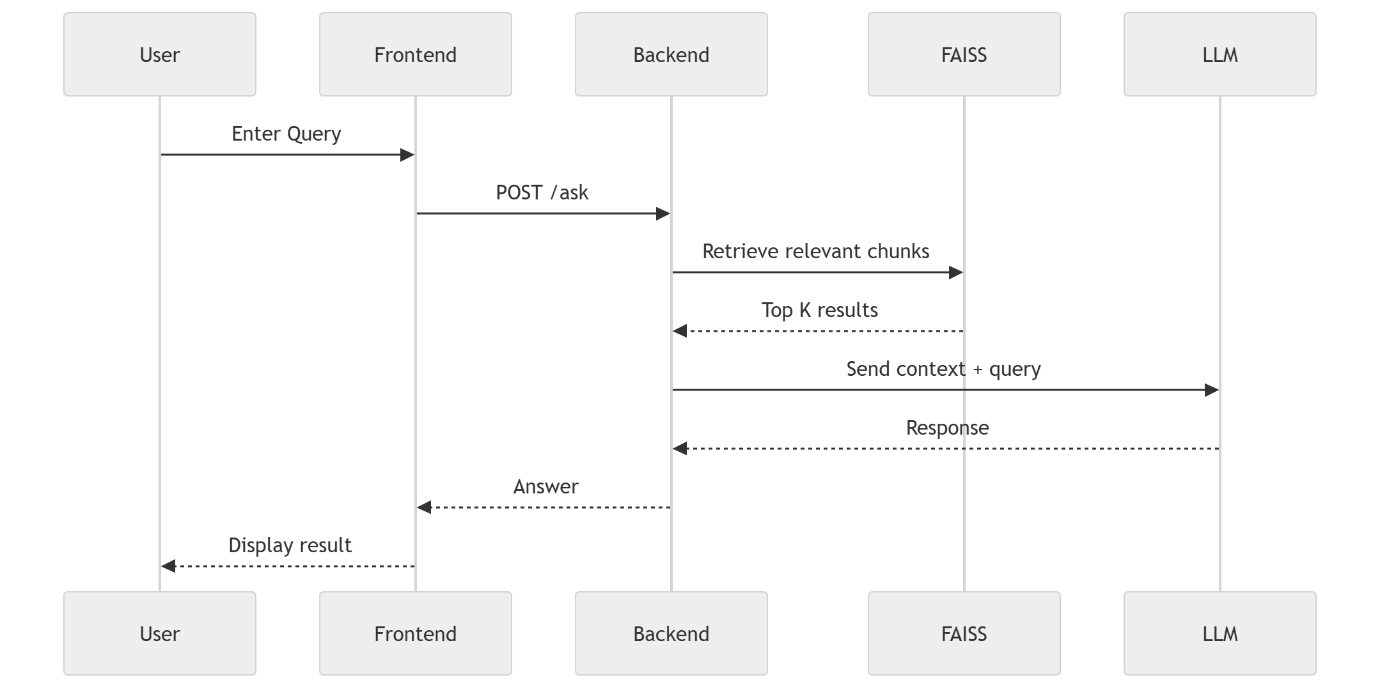 User
Frontend
Backend
FAISS
LLM
Enter Query
POST /ask
Retrieve relevant chunks
Top K results
Send context + query
Response
Answer
Display result
User
Frontend
Backend
FAISS
LLM